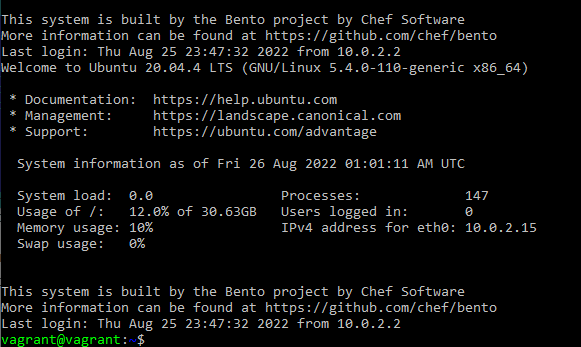 This system is built by the Bento project by Chef Software
More information can be found at https://github.com/chef/bento
Last login: Thu Aug 25 23:47:32 2022 from 10.0.2.2
Welcome to Ubuntu 20.04.4 LTS (GNU/Linux 5.4.0-110-generic x86_64)
* Documentation: https://help.ubuntu.com
* Management: https://landscape.canonical.com
* Support: https://ubuntu.com/advantage
System information as of Fri 26 Aug 2022 01:01:11 AM UTC
System load: 0.0 Processes: 147
Usage of /: 12.0% of 30.63GB Users logged in: 0
Memory usage: 10% IPv4 address for eth0: 10.0.2.15
Swap usage: 0%
This system is built by the Bento project by Chef Software
More information can be found at https://github.com/chef/bento
Last login: Thu Aug 25 23:47:32 2022 from 10.0.2.2
vagrant@vagrant:~$